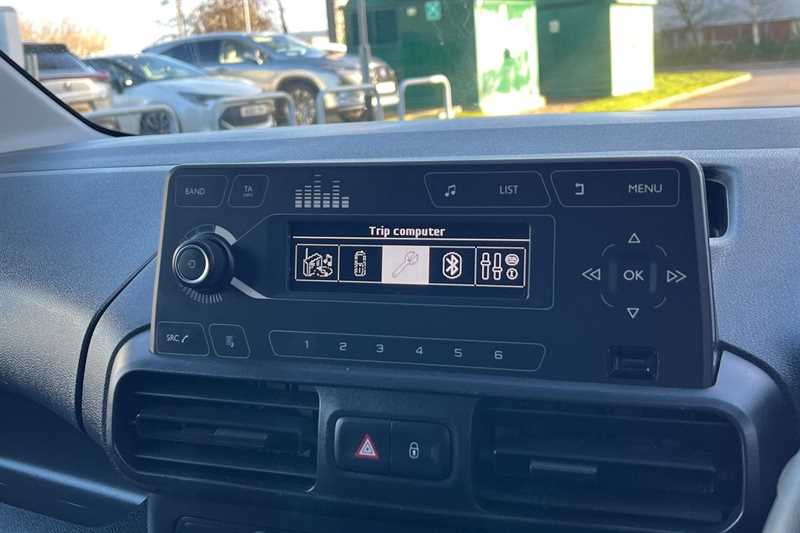 BAND
TA
LIST
MENU
Trip computer
OK
SRC
1 2 3 4 5 6